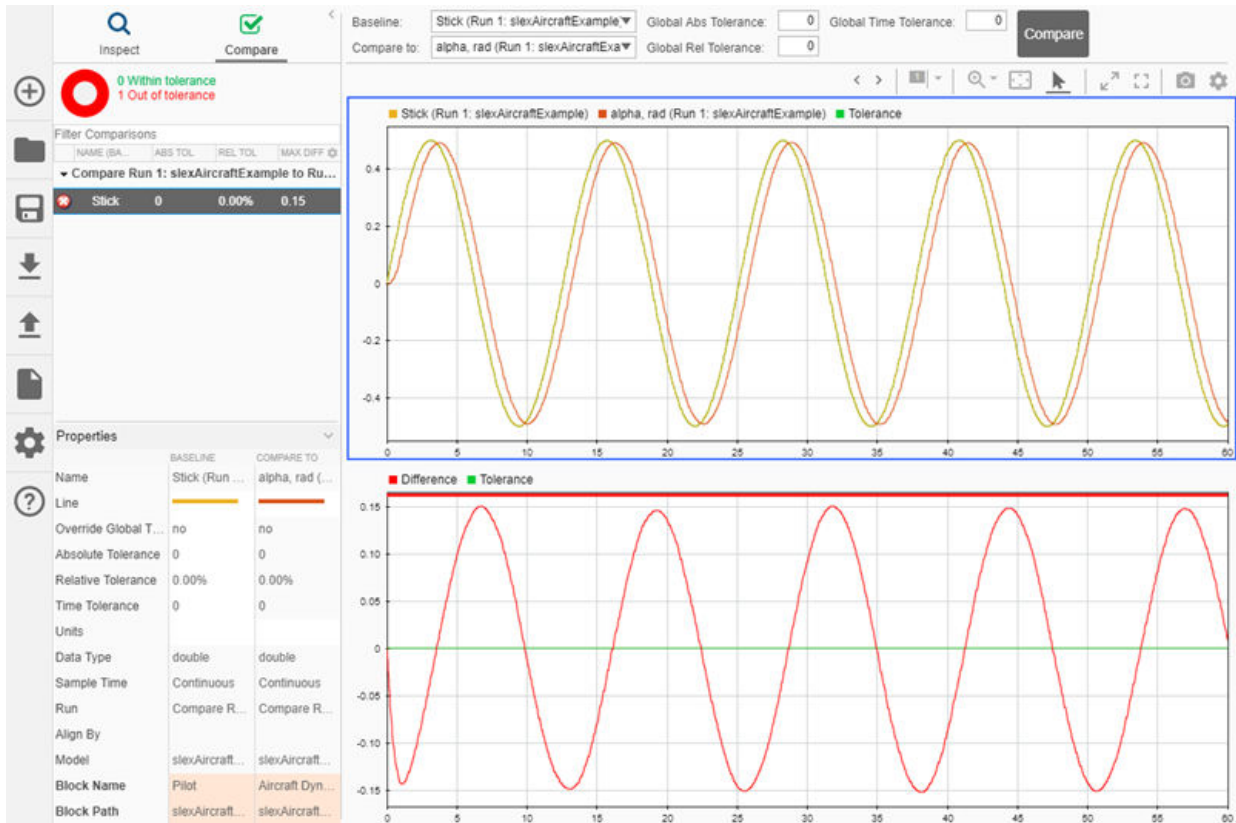 Inspect
Compare
Baseline: Stick (Run 1: slexAircraftExample) Global Abs Tolerance: 0 Global Time Tolerance: 0
Compare to: alpha, rad (Run 1: slexAircraftExa Global Rel Tolerance: 0
Compare
0 Within tolerance
1 Out of tolerance
Filter Comparisons
NAME (BA... ABS TOL REL TOL MAX DIFF
Compare Run 1: slexAircraftExample to Ru...
Stick 0 0.00% 0.15
Stick (Run 1: slexAircraftExample) alpha, rad (Run 1: slexAircraftExample) Tolerance
0.4
0.2
0
-0.2
-0.4
0 5 10 15 20 25 30 35 40 45 50 55 60
Difference Tolerance
0.15
0.10
0.05
0
-0.05
-0.10
-0.15
0 5 10 15 20 25 30 35 40 45 50 55 60
Properties
BASELINE COMPARE TO
Name Stick (Run ... alpha, rad (...
Line
Override Global T... no no
Absolute Tolerance 0 0
Relative Tolerance 0.00% 0.00%
Time Tolerance 0 0
Units
Data Type double double
Sample Time Continuous Continuous
Run Compare R... Compare R...
Align By
Model slexAircraft... slexAircraft...
Block Name Pilot Aircraft Dyn...
Block Path slexAircraft... slexAircraft...